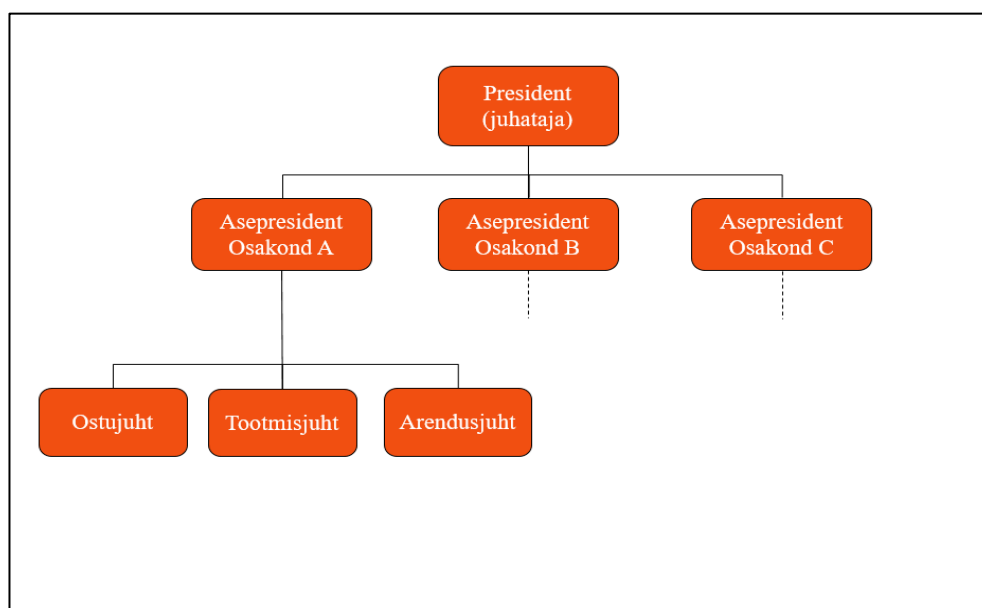 President
(juhataja)
Asepresident
Osakond A
Asepresident
Osakond B
Asepresident
Osakond C
Ostujuht
Tootmisjuht
Arendusjuht